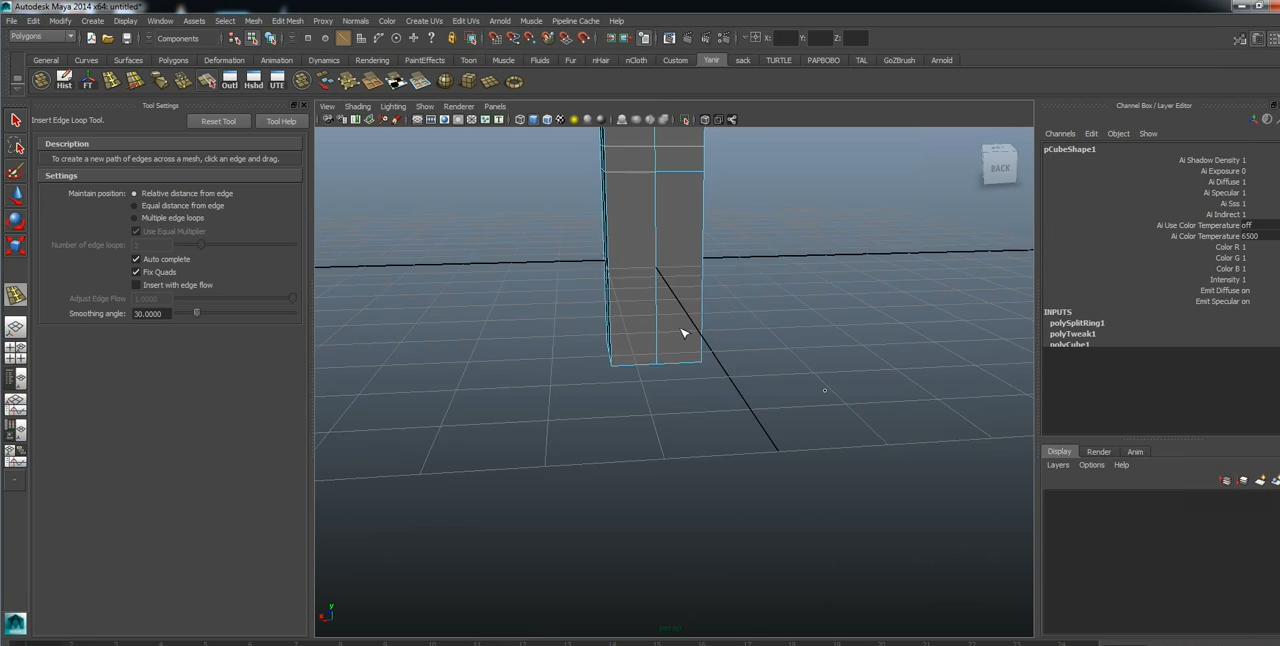 Autodesk Maya 2014 x64: untitled*
File Edit Modify Create Display Window Assets Select Mesh Edit Mesh Proxy Normals Color Create UVs Edit UVs Arnold Muscle Pipeline Cache Help
Polygons Components X: Y: Z:
General Curves Surfaces Polygons Deformation Animation Dynamics Rendering PaintEffects Toon Muscle Fluids Fur nHair nCloth Custom Yanir sack TURTLE PAPBOBO TAL GoZBrush Arnold
Hist FT Outl Hshd UTE
Tool Settings
Insert Edge Loop Tool. Reset Tool Tool Help
Description
To create a new path of edges across a mesh, click an edge and drag.
Settings
Maintain position: Relative distance from edge
Equal distance from edge
Multiple edge loops
Use Equal Multiplier
Number of edge loops: 2
Auto complete
Fix Quads
Insert with edge flow
Adjust Edge Flow 1.0000
Smoothing angle: 30.0000
View Shading Lighting Show Renderer Panels
BACK
y
persp
Channel Box / Layer Editor
Channels Edit Object Show
pCubeShape1
Ai Shadow Density 1
Ai Exposure 0
Ai Diffuse 1
Ai Specular 1
Ai Sss 1
Ai Indirect 1
Ai Use Color Temperature off
Ai Color Temperature 6500
Color R 1
Color G 1
Color B 1
Intensity 1
Emit Diffuse on
Emit Specular on
INPUTS
polySplitRing1
polyTweak1
polyCube1
Display Render Anim
Layers Options Help